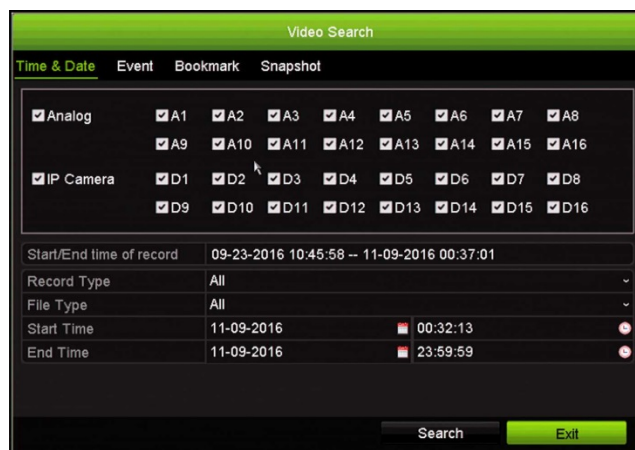 Video Search
Time & Date Event Bookmark Snapshot
Analog A1 A2 A3 A4 A5 A6 A7 A8
A9 A10 A11 A12 A13 A14 A15 A16
IP Camera D1 D2 D3 D4 D5 D6 D7 D8
D9 D10 D11 D12 D13 D14 D15 D16
Start/End time of record 09-23-2016 10:45:58 -- 11-09-2016 00:37:01
Record Type All
File Type All
Start Time 11-09-2016 00:32:13
End Time 11-09-2016 23:59:59
Search Exit